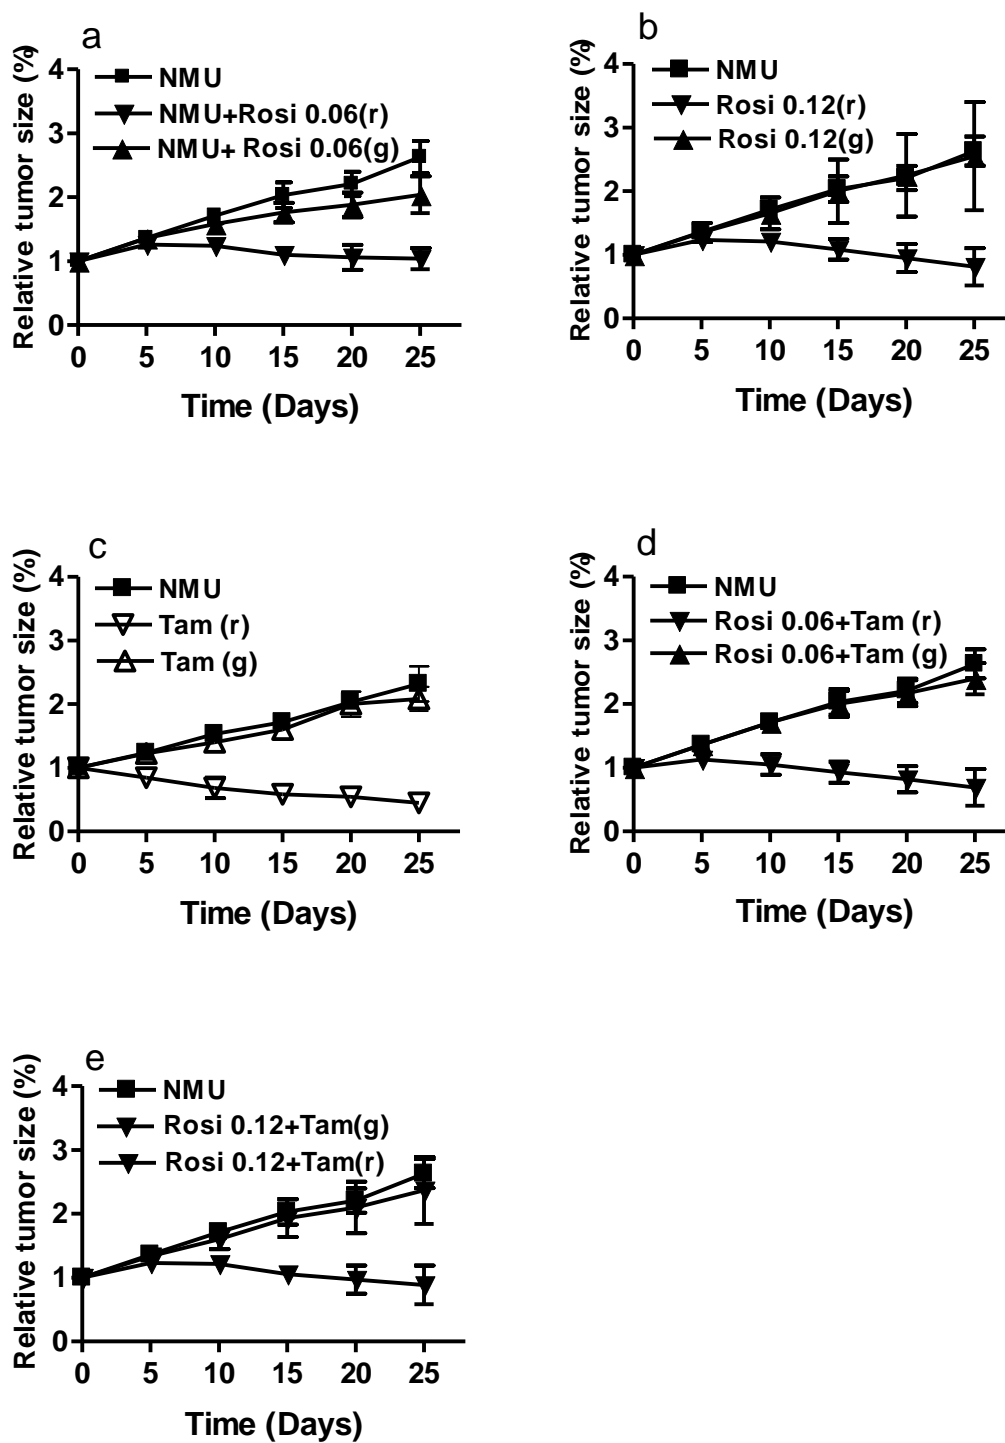 a
Relative tumor size (%)
4
3
2
1
0
NMU
NMU+Rosi 0.06(r)
NMU+ Rosi 0.06(g)
0 5 10 15 20 25
Time (Days)
b
Relative tumor size (%)
4
3
2
1
0
NMU
Rosi 0.12(r)
Rosi 0.12(g)
0 5 10 15 20 25
Time (Days)
c
Relative tumor size (%)
4
3
2
1
0
NMU
Tam (r)
Tam (g)
0 5 10 15 20 25
Time (Days)
d
Relative tumor size (%)
4
3
2
1
0
NMU
Rosi 0.06+Tam (r)
Rosi 0.06+Tam (g)
0 5 10 15 20 25
Time (Days)
e
Relative tumor size (%)
4
3
2
1
0
NMU
Rosi 0.12+Tam(g)
Rosi 0.12+Tam(r)
0 5 10 15 20 25
Time (Days)